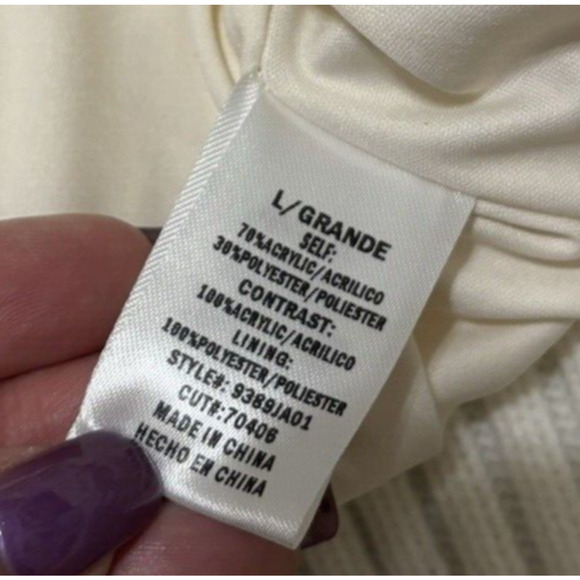 L/GRANDE
SELF:
70%ACRYLIC/ACRILICO
30%POLYESTER/POLIESTER
CONTRAST:
100%ACRYLIC/ACRILICO
LINING:
100%POLYESTER/POLIESTER
STYLE#: 9389JA01
CUT#:70406
MADE IN CHINA
HECHO EN CHINA